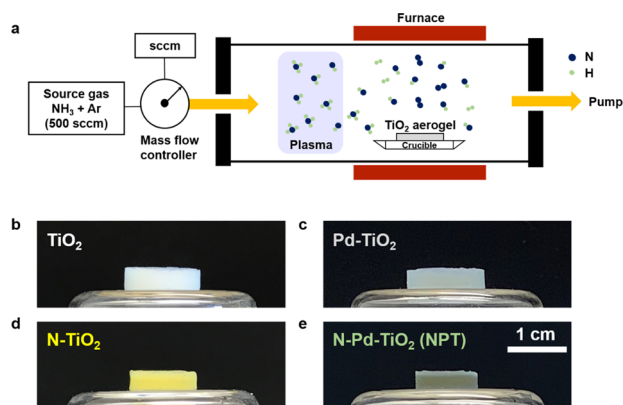 a
Furnace
sccm
N
H
Source gas
NH₃ + Ar
(500 sccm)
Mass flow
controller
Plasma
TiO₂ aerogel
Crucible
Pump
b
TiO₂
c
Pd-TiO₂
d
N-TiO₂
e
N-Pd-TiO₂ (NPT)
1 cm